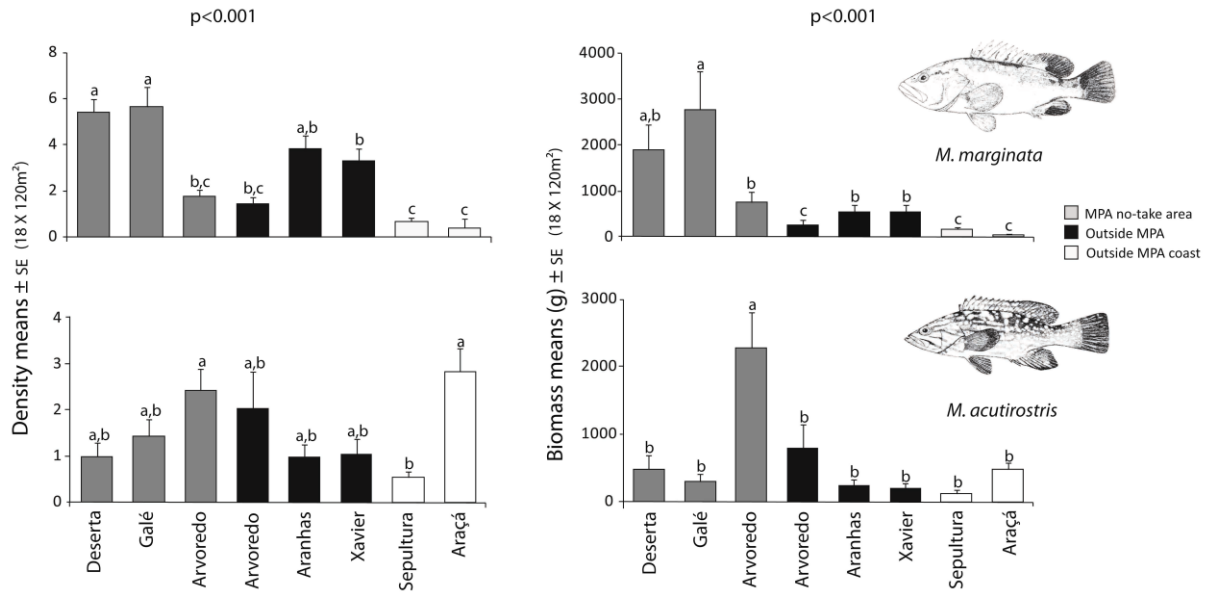 p<0.001
p<0.001
Density means ± SE (18 X 120m²)
8
6
4
2
0
a
a
b,c
b,c
a,b
b
c
c
Biomass means (g) ± SE (18 X 120m²)
4000
3000
2000
1000
0
a,b
a
b
c
b
b
c
c
M. marginata
MPA no-take area
Outside MPA
Outside MPA coast
4
3
2
1
0
a,b
a,b
a
a,b
a,b
a,b
b
a
Deserta
Galé
Arvoredo
Arvoredo
Aranhas
Xavier
Sepultura
Araçá
3000
2000
1000
0
b
b
a
b
b
b
b
b
M. acutirostris
Deserta
Galé
Arvoredo
Arvoredo
Aranhas
Xavier
Sepultura
Araçá